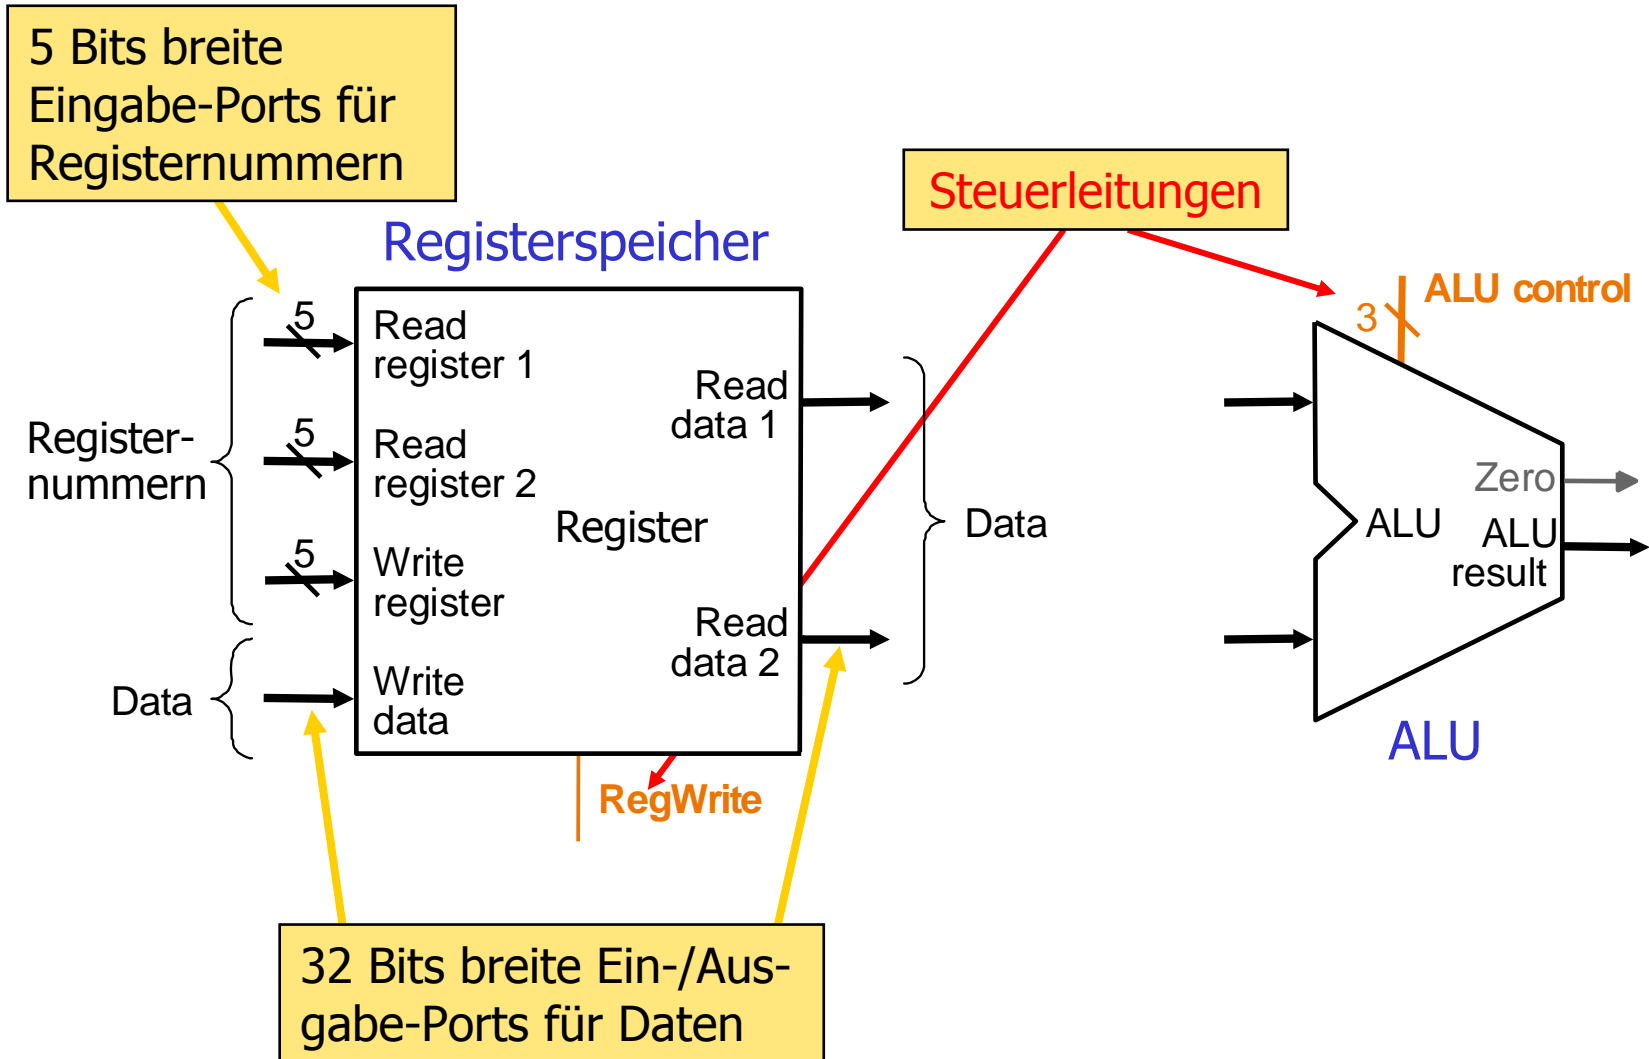 5 Bits breite
Eingabe-Ports für
Registernummern
Steuerleitungen
Registerspeicher
ALU control
3
5
Read
register 1
Read
data 1
Register-
nummern
5
Read
register 2
Register
Data
Zero
ALU
ALU
result
5
Write
register
Read
data 2
Data
Write
data
ALU
RegWrite
32 Bits breite Ein-/Aus-
gabe-Ports für Daten